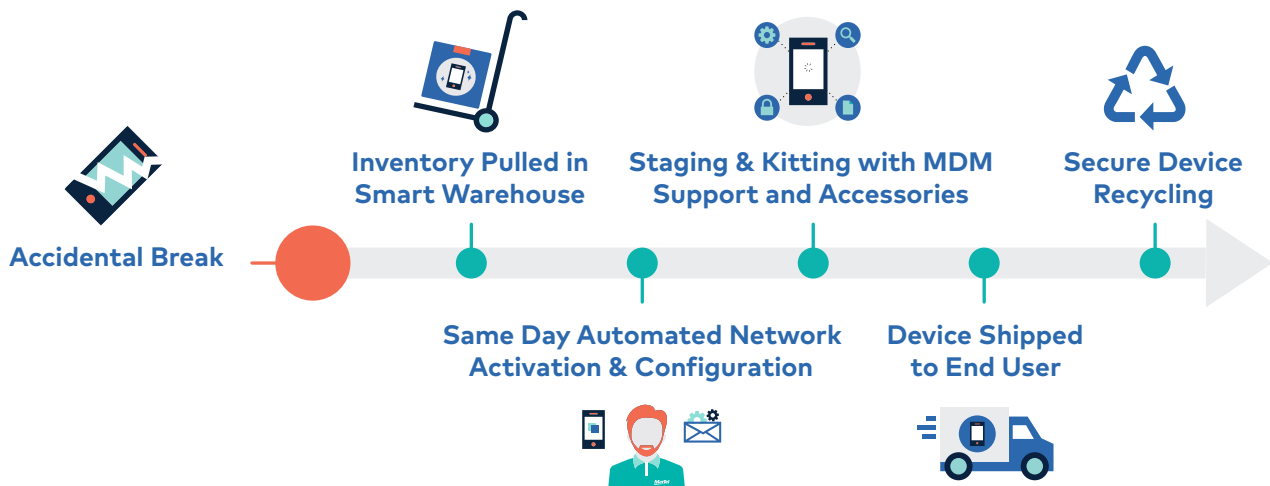 Accidental Break
Inventory Pulled in
Smart Warehouse
Same Day Automated Network
Activation & Configuration
Staging & Kitting with MDM
Support and Accessories
Device Shipped
to End User
Secure Device
Recycling